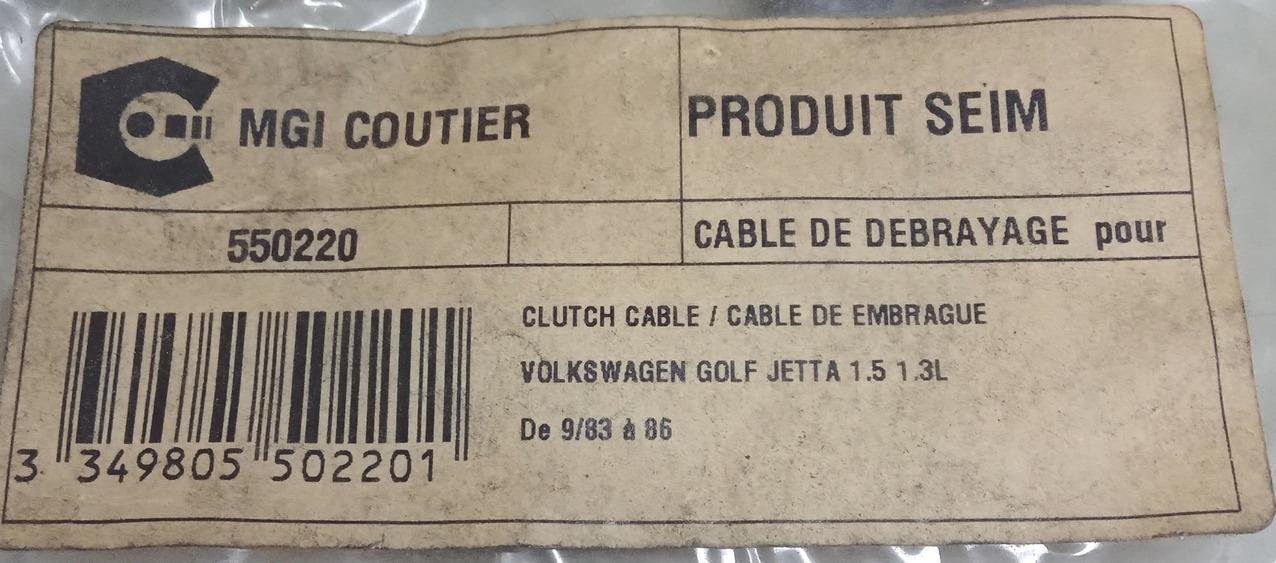 MGI COUTIER
PRODUIT SEIM
550220
CABLE DE DEBRAYAGE pour
CLUTCH CABLE / CABLE DE EMBRAGUE
VOLKSWAGEN GOLF JETTA 1.5 1.3L
De 9/83 à 86
3 349805 502201